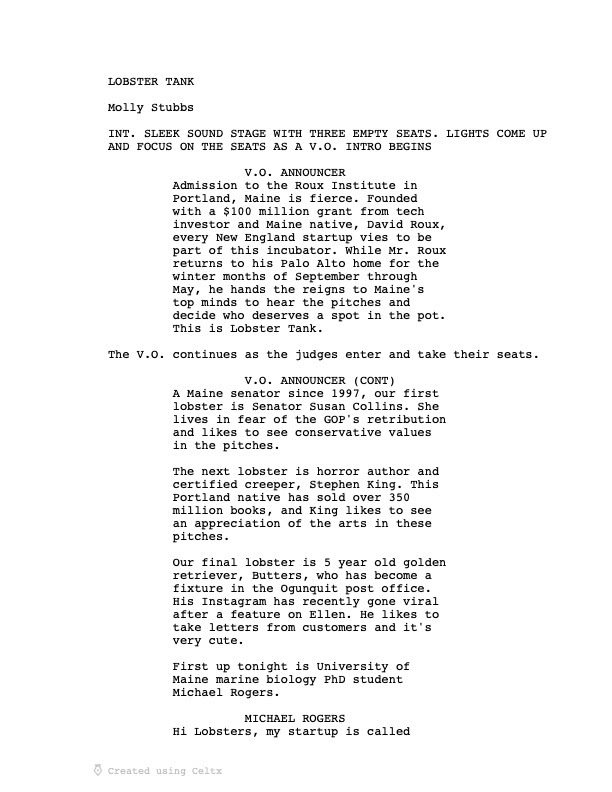 LOBSTER TANK
Molly Stubbs
INT. SLEEK SOUND STAGE WITH THREE EMPTY SEATS. LIGHTS COME UP
AND FOCUS ON THE SEATS AS A V.O. INTRO BEGINS
V.O. ANNOUNCER
Admission to the Roux Institute in
Portland, Maine is fierce. Founded
with a $100 million grant from tech
investor and Maine native, David Roux,
every New England startup vies to be
part of this incubator. While Mr. Roux
returns to his Palo Alto home for the
winter months of September through
May, he hands the reigns to Maine's
top minds to hear the pitches and
decide who deserves a spot in the pot.
This is Lobster Tank.
The V.O. continues as the judges enter and take their seats.
V.O. ANNOUNCER (CONT)
A Maine senator since 1997, our first
lobster is Senator Susan Collins. She
lives in fear of the GOP's retribution
and likes to see conservative values
in the pitches.
The next lobster is horror author and
certified creeper, Stephen King. This
Portland native has sold over 350
million books, and King likes to see
an appreciation of the arts in these
pitches.
Our final lobster is 5 year old golden
retriever, Butters, who has become a
fixture in the Ogunquit post office.
His Instagram has recently gone viral
after a feature on Ellen. He likes to
take letters from customers and it's
very cute.
First up tonight is University of
Maine marine biology PhD student
Michael Rogers.
MICHAEL ROGERS
Hi Lobsters, my startup is called
Created using Celtx